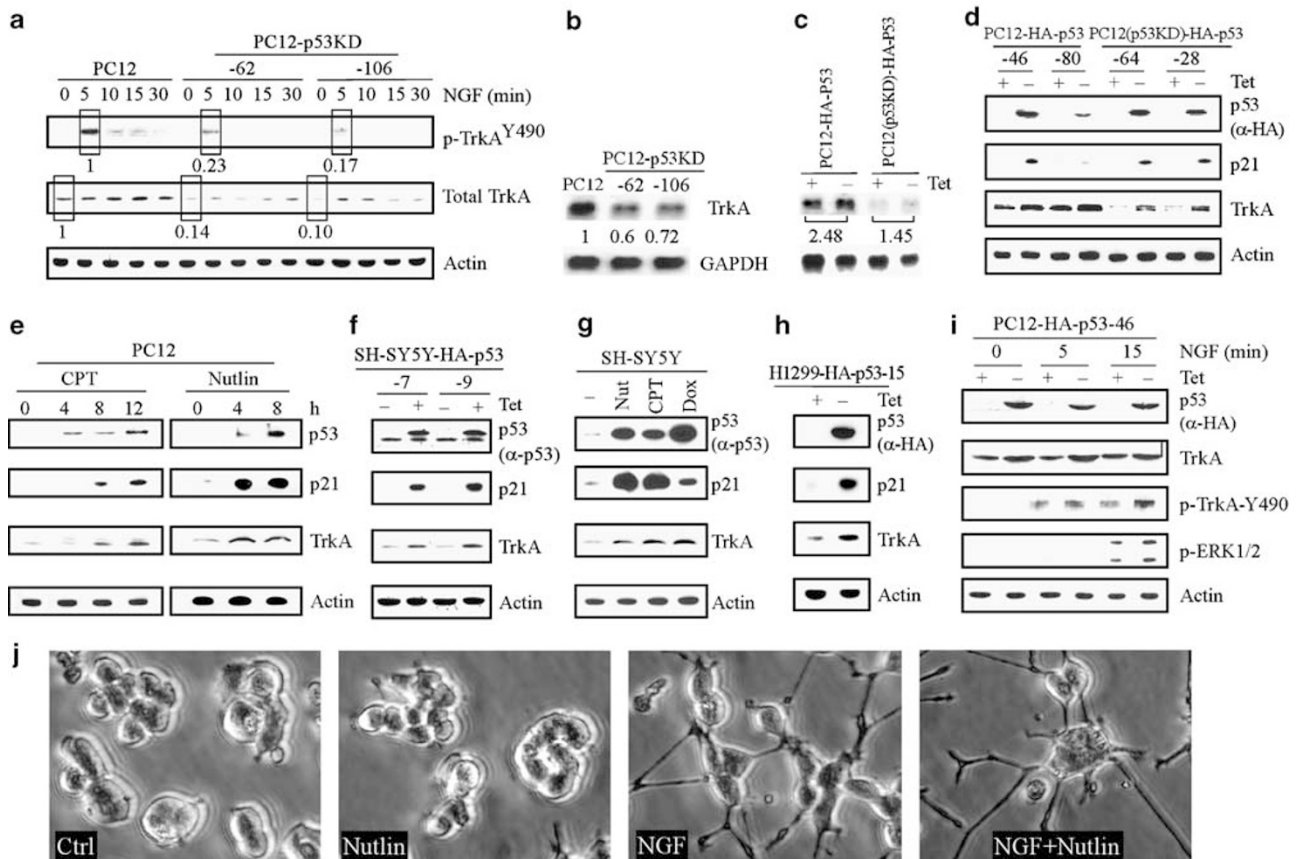 a
PC12-p53KD
PC12 -62 -106
0 5 10 15 30 0 5 10 15 30 0 5 10 15 30 NGF (min)
p-TrkA Y490
1 0.23 0.17
Total TrkA
1 0.14 0.10
Actin
b
PC12-p53KD
PC12 -62 -106
TrkA
1 0.6 0.72
GAPDH
c
PC12-HA-P53
PC12(p53KD)-HA-P53
+ – + – Tet
2.48 1.45
d
PC12-HA-p53 PC12(p53KD)-HA-p53
-46 -80 -64 -28
+ – + – + – + – Tet
p53
(α-HA)
p21
TrkA
Actin
e
PC12
CPT Nutlin
0 4 8 12 0 4 8 h
p53
p21
TrkA
Actin
f
SH-SY5Y-HA-p53
-7 -9
– + – + Tet
p53
(α-p53)
p21
TrkA
Actin
g
SH-SY5Y
– Nut CPT Dox
p53
(α-p53)
p21
TrkA
Actin
h
H1299-HA-p53-15
+ – Tet
p53
(α-HA)
p21
TrkA
Actin
i
PC12-HA-p53-46
0 5 15 NGF (min)
+ – + – + – Tet
p53
(α-HA)
TrkA
p-TrkA-Y490
p-ERK1/2
Actin
j
Ctrl
Nutlin
NGF
NGF+Nutlin